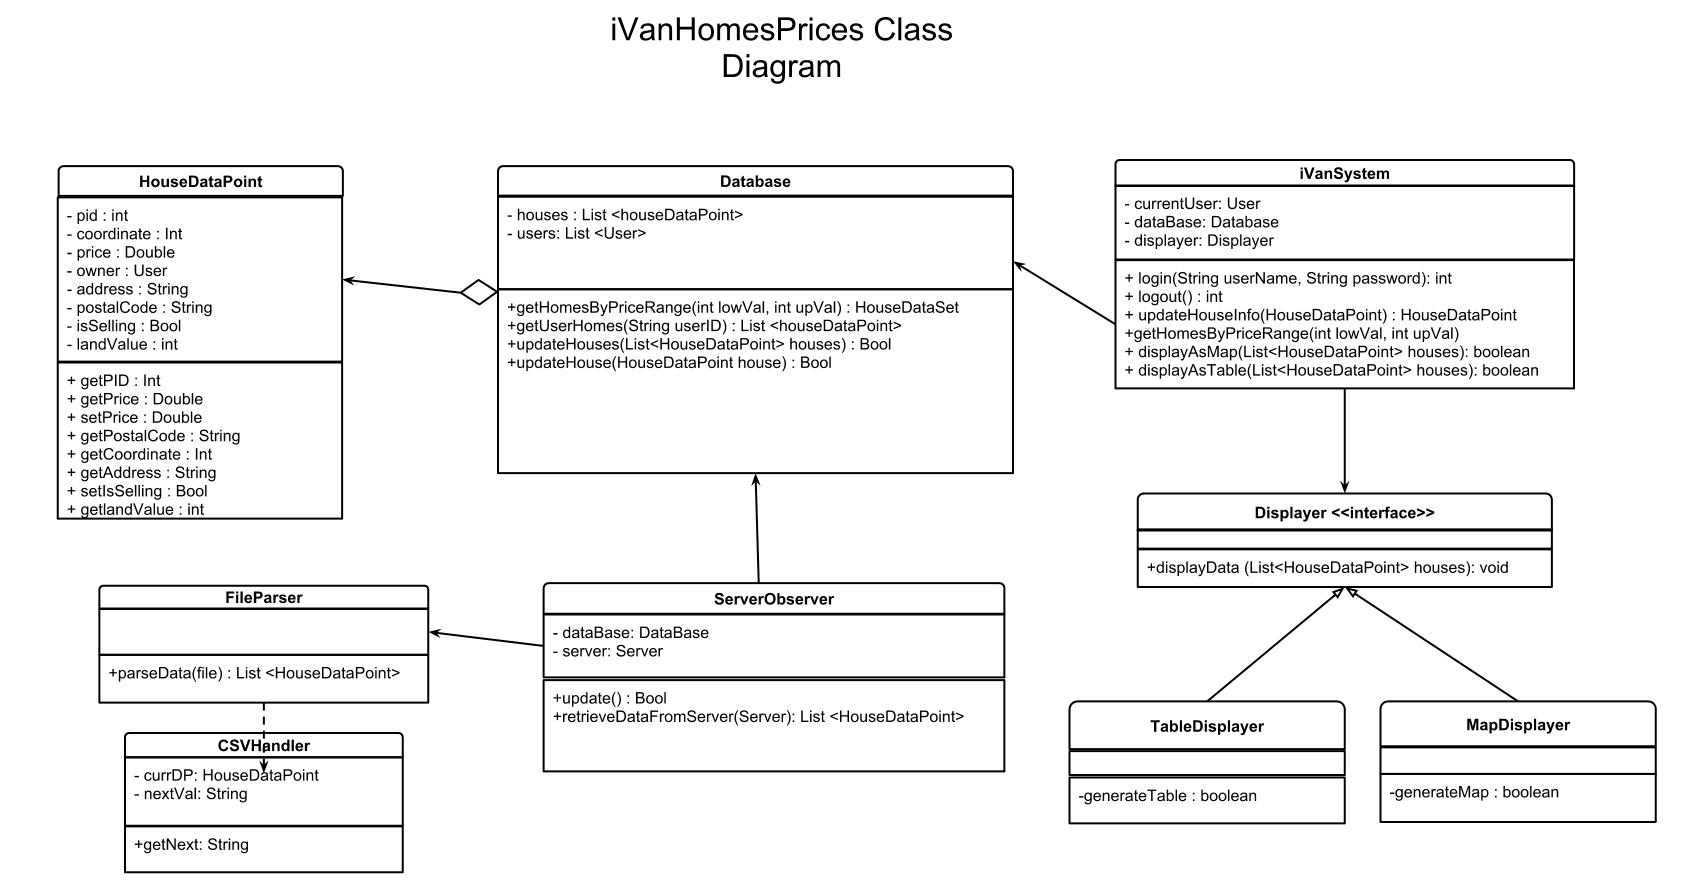 iVanHomesPrices Class
Diagram
HouseDataPoint
- pid : int
- coordinate : Int
- price : Double
- owner : User
- address : String
- postalCode : String
- isSelling : Bool
- landValue : int
+ getPID : Int
+ getPrice : Double
+ setPrice : Double
+ getPostalCode : String
+ getCoordinate : Int
+ getAddress : String
+ setIsSelling : Bool
+ getlandValue : int
Database
- houses : List <houseDataPoint>
- users: List <User>
+getHomesByPriceRange(int lowVal, int upVal) : HouseDataSet
+getUserHomes(String userID) : List <houseDataPoint>
+updateHouses(List<HouseDataPoint> houses) : Bool
+updateHouse(HouseDataPoint house) : Bool
iVanSystem
- currentUser: User
- dataBase: Database
- displayer: Displayer
+ login(String userName, String password): int
+ logout() : int
+ updateHouseInfo(HouseDataPoint) : HouseDataPoint
+getHomesByPriceRange(int lowVal, int upVal)
+ displayAsMap(List<HouseDataPoint> houses): boolean
+ displayAsTable(List<HouseDataPoint> houses): boolean
Displayer <<interface>>
+displayData (List<HouseDataPoint> houses): void
FileParser
+parseData(file) : List <HouseDataPoint>
ServerObserver
- dataBase: DataBase
- server: Server
+update() : Bool
+retrieveDataFromServer(Server): List <HouseDataPoint>
CSVHandler
- currDP: HouseDataPoint
- nextVal: String
+getNext: String
TableDisplayer
-generateTable : boolean
MapDisplayer
-generateMap : boolean